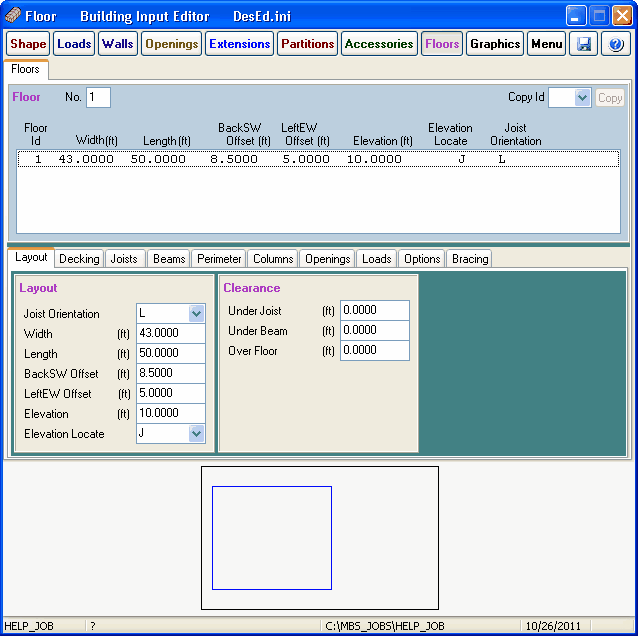 Floor Building Input Editor DesEd.ini
Shape Loads Walls Openings Extensions Partitions Accessories Floors Graphics Menu
Floors
Floor No. 1 Copy Id Copy
Floor Id Width(ft) Length(ft) BackSW Offset (ft) LeftEW Offset (ft) Elevation (ft) Elevation Locate Joist Orientation
1 43.0000 50.0000 8.5000 5.0000 10.0000 J L
Layout Decking Joists Beams Perimeter Columns Openings Loads Options Bracing
Layout
Joist Orientation L
Width (ft) 43.0000
Length (ft) 50.0000
BackSW Offset (ft) 8.5000
LeftEW Offset (ft) 5.0000
Elevation (ft) 10.0000
Elevation Locate J
Clearance
Under Joist (ft) 0.0000
Under Beam (ft) 0.0000
Over Floor (ft) 0.0000
HELP_JOB ? C:\MBS_JOBS\HELP_JOB 10/26/2011